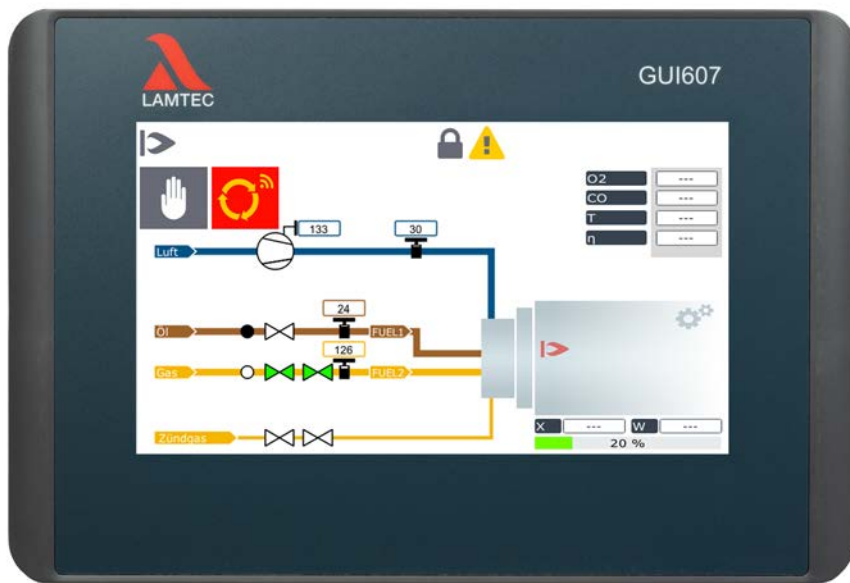 LAMTEC
GUI607
O2 ---
CO ---
T ---
η ---
133
30
Luft
24
Öl
FUEL1
126
Gas
FUEL2
Zündgas
X --- W ---
20 %